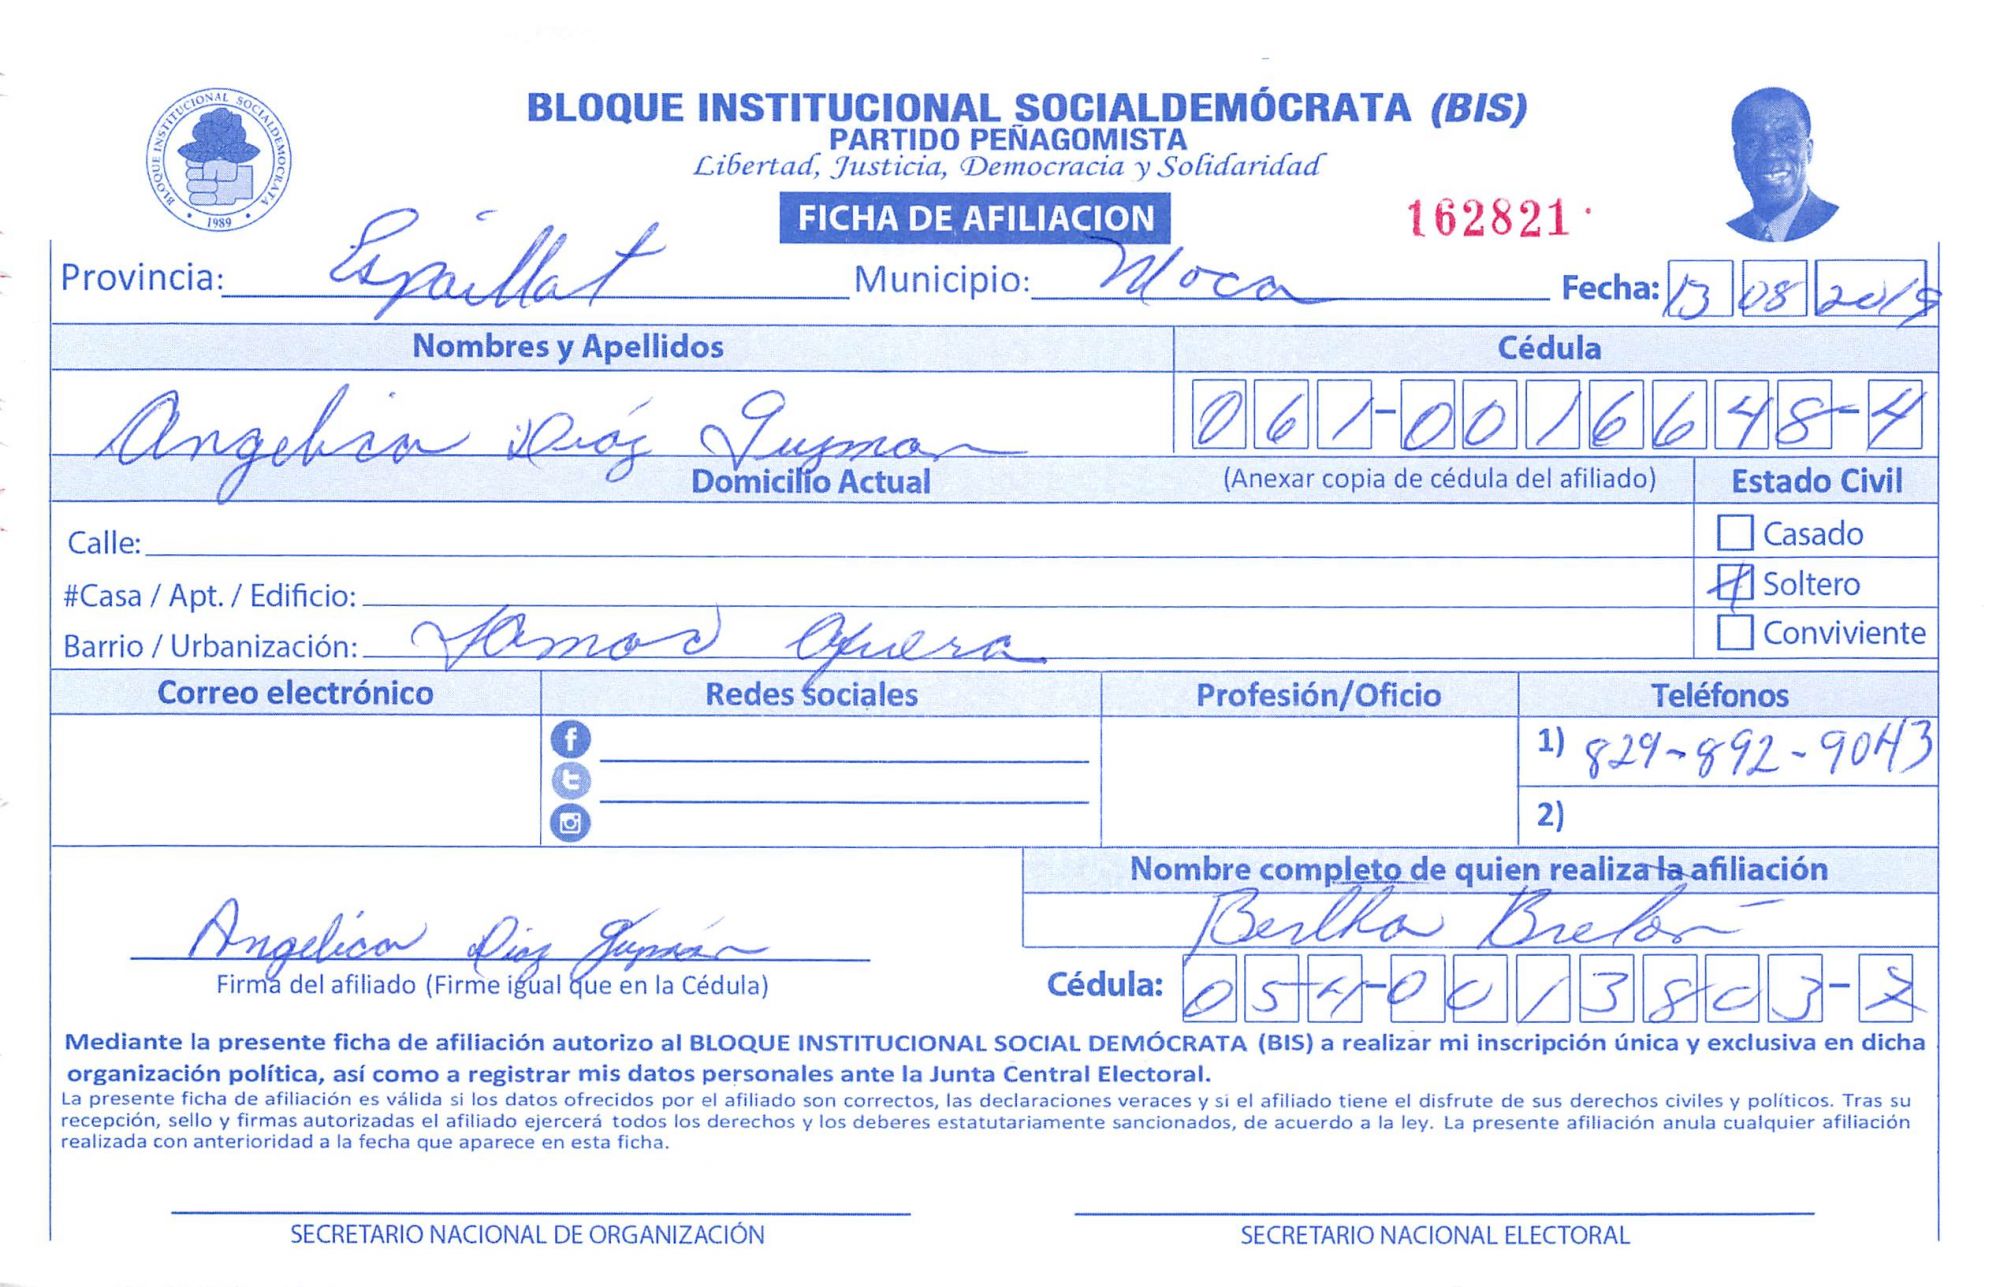 BLOQUE INSTITUCIONAL SOCIALDEMÓCRATA
1989
BLOQUE INSTITUCIONAL SOCIALDEMÓCRATA (BIS)
PARTIDO PEÑAGOMISTA
Libertad, Justicia, Democracia y Solidaridad
FICHA DE AFILIACION
162821
Provincia: Espaillat Municipio: Moca Fecha: 13 08 2019
Nombres y Apellidos Cédula
Angelica Diáz Guzman 061-0016648-4
Domicilio Actual (Anexar copia de cédula del afiliado) Estado Civil
Calle: Casado
#Casa / Apt. / Edificio: Soltero
Barrio / Urbanización: Afuera Conviviente
Correo electrónico Redes sociales Profesión/Oficio Teléfonos
1) 829-892-9043
2)
Nombre completo de quien realiza la afiliación
Bertha Bretón
Angelica Diaz Guzmán
Firma del afiliado (Firme igual que en la Cédula) Cédula: 054-0013803-2
Mediante la presente ficha de afiliación autorizo al BLOQUE INSTITUCIONAL SOCIAL DEMÓCRATA (BIS) a realizar mi inscripción única y exclusiva en dicha
organización política, así como a registrar mis datos personales ante la Junta Central Electoral.
La presente ficha de afiliación es válida si los datos ofrecidos por el afiliado son correctos, las declaraciones veraces y si el afiliado tiene el disfrute de sus derechos civiles y políticos. Tras su
recepción, sello y firmas autorizadas el afiliado ejercerá todos los derechos y los deberes estatutariamente sancionados, de acuerdo a la ley. La presente afiliación anula cualquier afiliación
realizada con anterioridad a la fecha que aparece en esta ficha.
SECRETARIO NACIONAL DE ORGANIZACIÓN SECRETARIO NACIONAL ELECTORAL